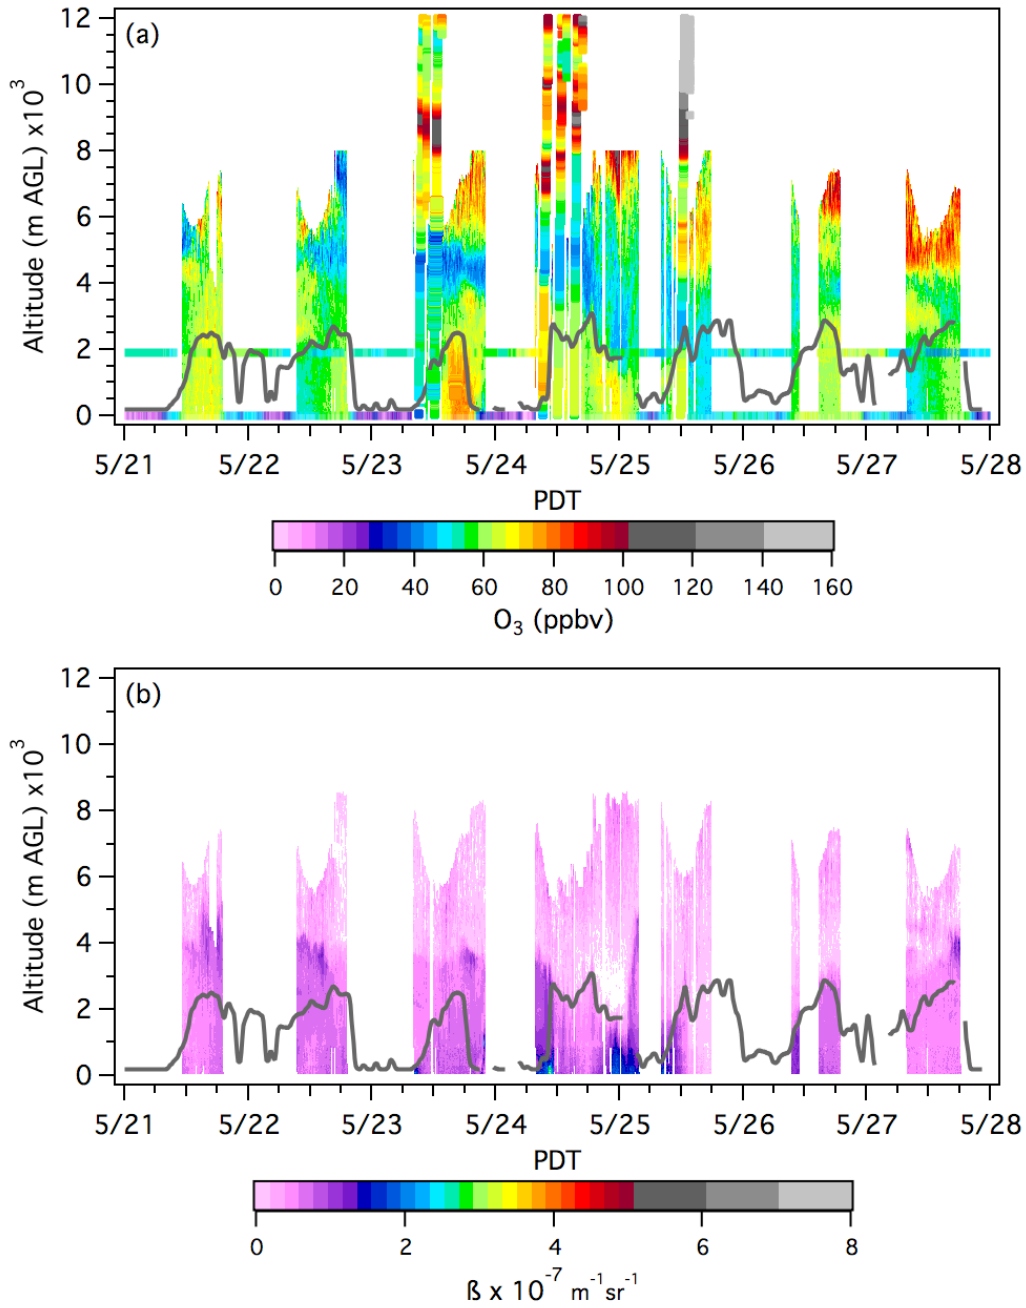 (a)
12
10
8
6
4
2
0
Altitude (m AGL) x10³
5/21 5/22 5/23 5/24 5/25 5/26 5/27 5/28
PDT
0 20 40 60 80 100 120 140 160
O₃ (ppbv)
(b)
12
10
8
6
4
2
0
Altitude (m AGL) x10³
5/21 5/22 5/23 5/24 5/25 5/26 5/27 5/28
PDT
0 2 4 6 8
ß x 10⁻⁷ m⁻¹sr⁻¹